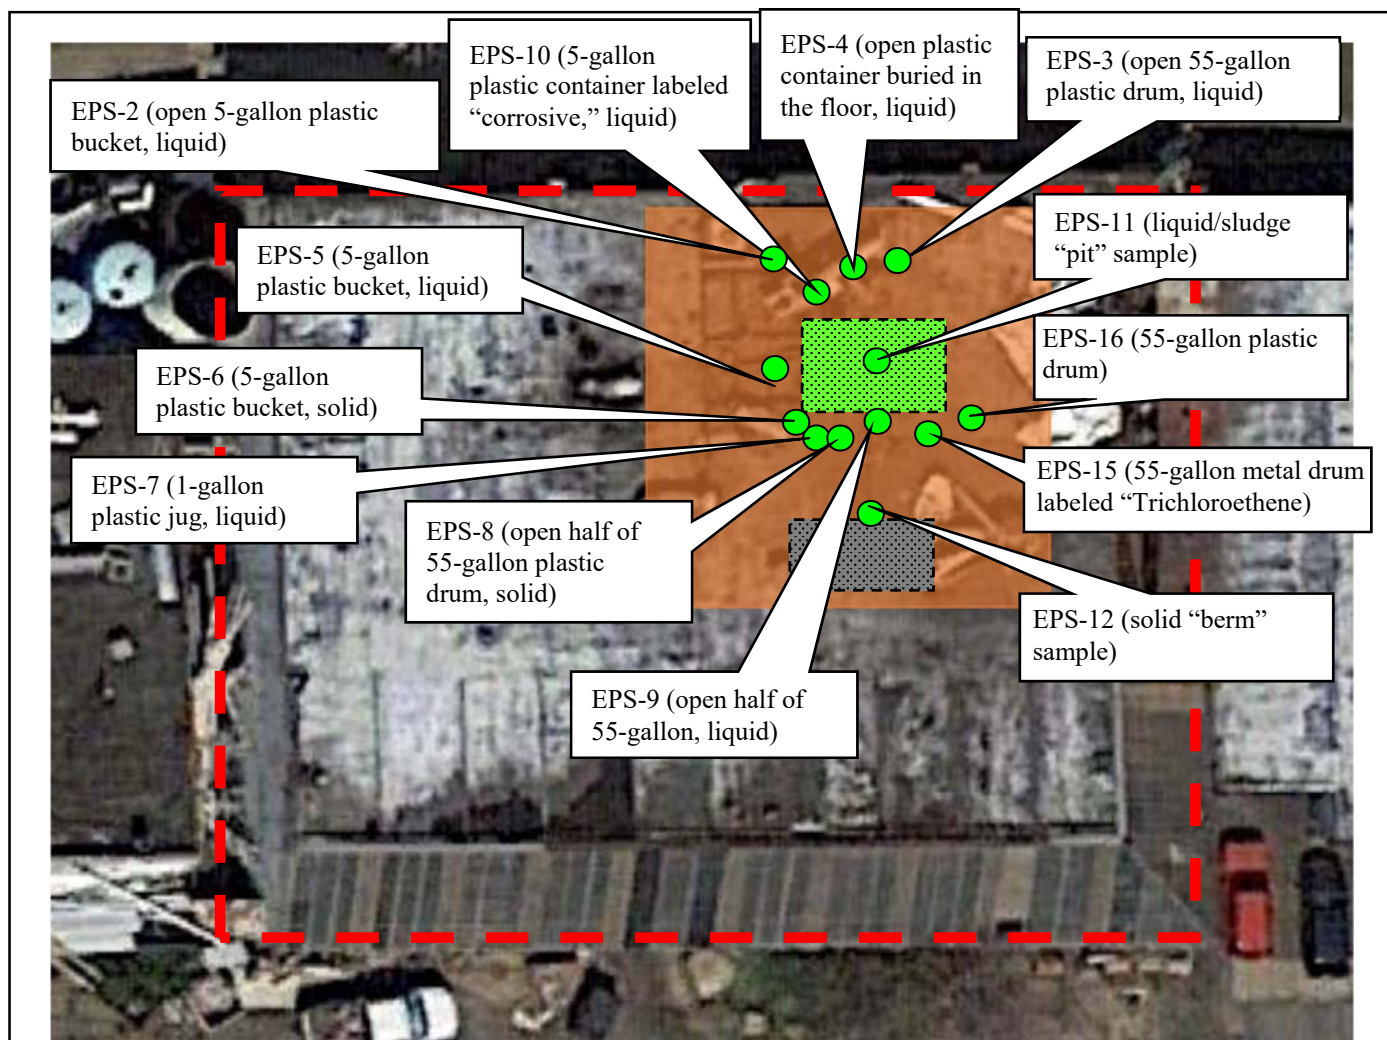 EPS-10 (5-gallon
plastic container labeled
“corrosive,” liquid)
EPS-4 (open plastic
container buried in
the floor, liquid)
EPS-3 (open 55-gallon
plastic drum, liquid)
EPS-2 (open 5-gallon plastic
bucket, liquid)
EPS-11 (liquid/sludge
“pit” sample)
EPS-5 (5-gallon
plastic bucket, liquid)
EPS-16 (55-gallon plastic
drum)
EPS-6 (5-gallon
plastic bucket, solid)
EPS-15 (55-gallon metal drum
labeled “Trichloroethene)
EPS-7 (1-gallon
plastic jug, liquid)
EPS-8 (open half of
55-gallon plastic
drum, solid)
EPS-12 (solid “berm”
sample)
EPS-9 (open half of
55-gallon, liquid)